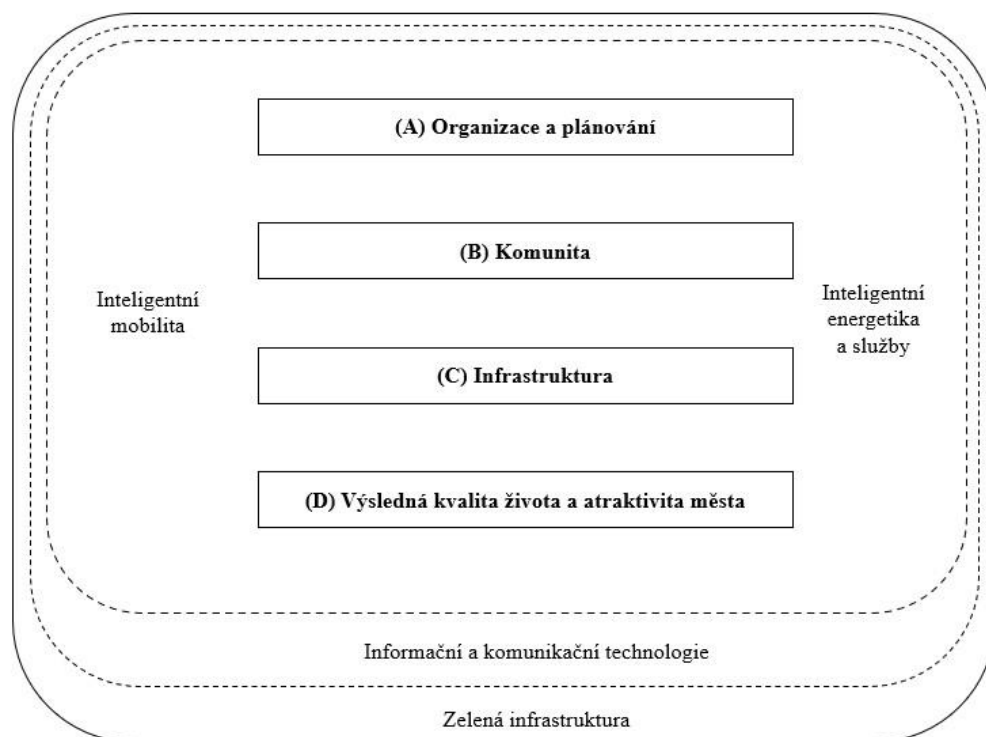 (A) Organizace a plánování
(B) Komunita
Inteligentní
mobilita
Inteligentní
energetika
a služby
(C) Infrastruktura
(D) Výsledná kvalita života a atraktivita města
Informační a komunikační technologie
Zelená infrastruktura